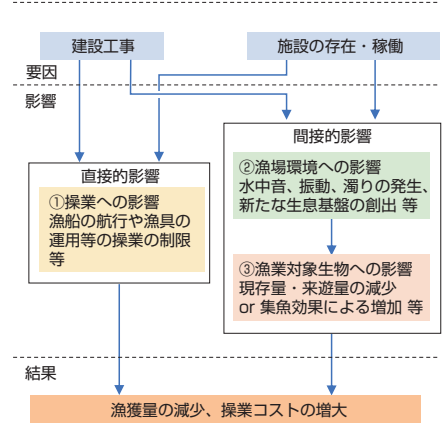 建設工事
施設の存在・稼働
要因
影響
直接的影響
①操業への影響
漁船の航行や漁具の
運用等の操業の制限
等
間接的影響
②漁場環境への影響
水中音、振動、濁りの発生、
新たな生息基盤の創出 等
③漁業対象生物への影響
現存量・来遊量の減少
or 集魚効果による増加 等
結果
漁獲量の減少、操業コストの増大